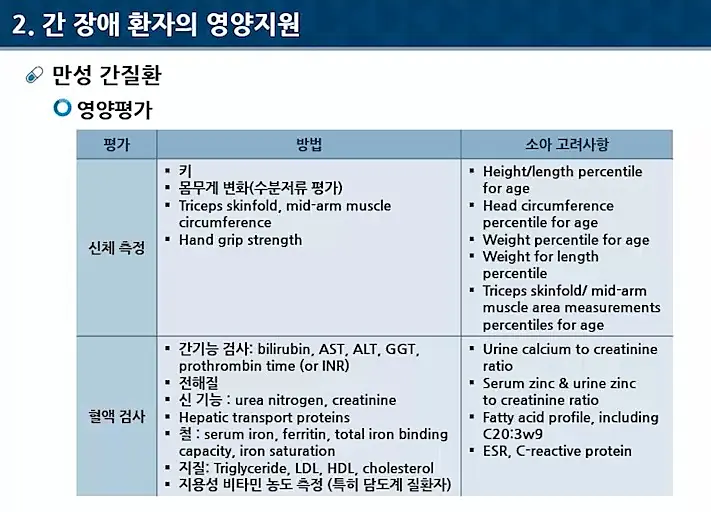 2. 간 장애 환자의 영양지원
만성 간질환
영양평가
평가
방법
소아 고려사항
신체 측정
▪ 키
▪ 몸무게 변화(수분저류 평가)
▪ Triceps skinfold, mid-arm muscle
circumference
▪ Hand grip strength
▪ Height/length percentile
for age
▪ Head circumference
percentile for age
▪ Weight percentile for age
▪ Weight for length
percentile
▪ Triceps skinfold/ mid-arm
muscle area measurements
percentiles for age
혈액 검사
▪ 간기능 검사: bilirubin, AST, ALT, GGT,
prothrombin time (or INR)
▪ 전해질
▪ 신 기능 : urea nitrogen, creatinine
▪ Hepatic transport proteins
▪ 철 : serum iron, ferritin, total iron binding
capacity, iron saturation
▪ 지질: Triglyceride, LDL, HDL, cholesterol
▪ 지용성 비타민 농도 측정 (특히 담도계 질환자)
▪ Urine calcium to creatinine
ratio
▪ Serum zinc & urine zinc
to creatinine ratio
▪ Fatty acid profile, including
C20:3w9
▪ ESR, C-reactive protein